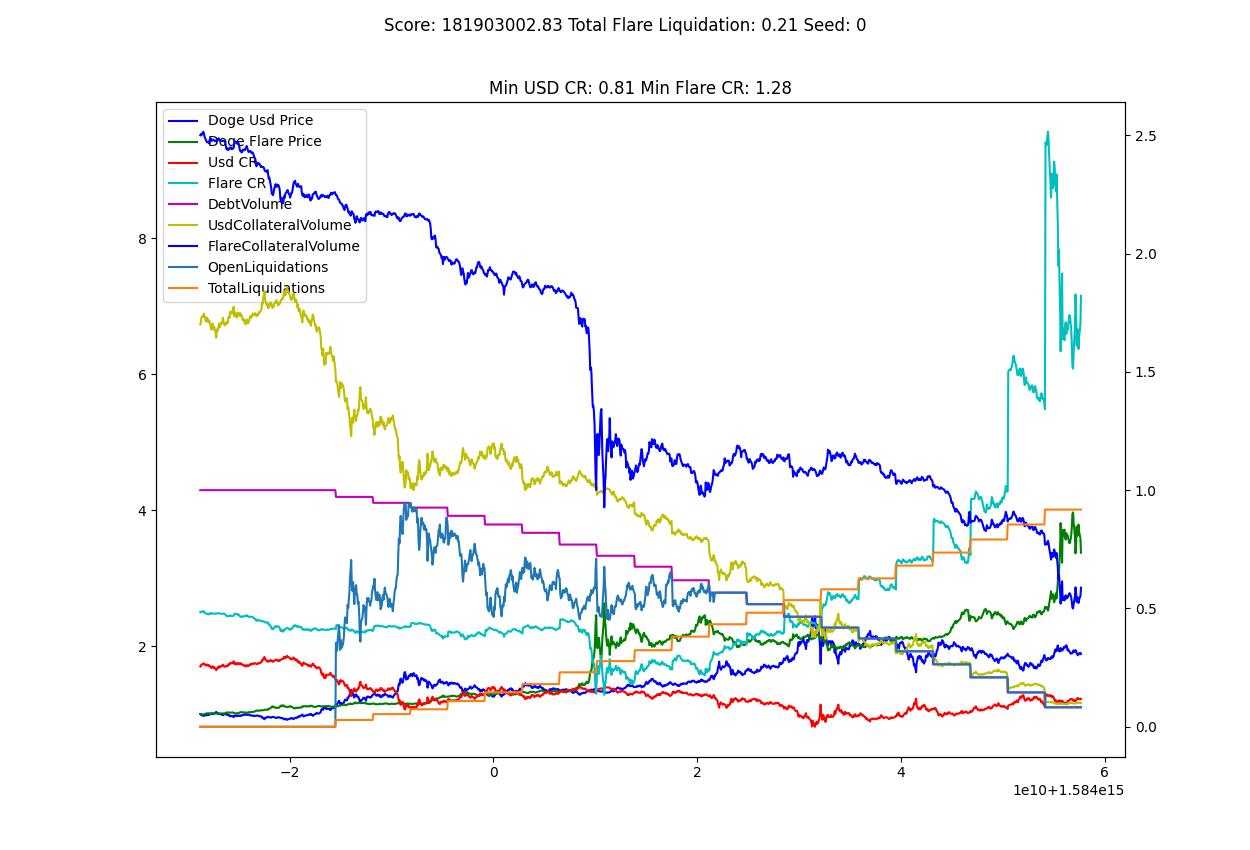 Score: 181903002.83 Total Flare Liquidation: 0.21 Seed: 0
Min USD CR: 0.81 Min Flare CR: 1.28
Doge Usd Price
Doge Flare Price
Usd CR
Flare CR
DebtVolume
UsdCollateralVolume
FlareCollateralVolume
OpenLiquidations
TotalLiquidations
8
6
4
2
2.5
2.0
1.5
1.0
0.5
0.0
−2 0 2 4 6
1e10+1.584e15